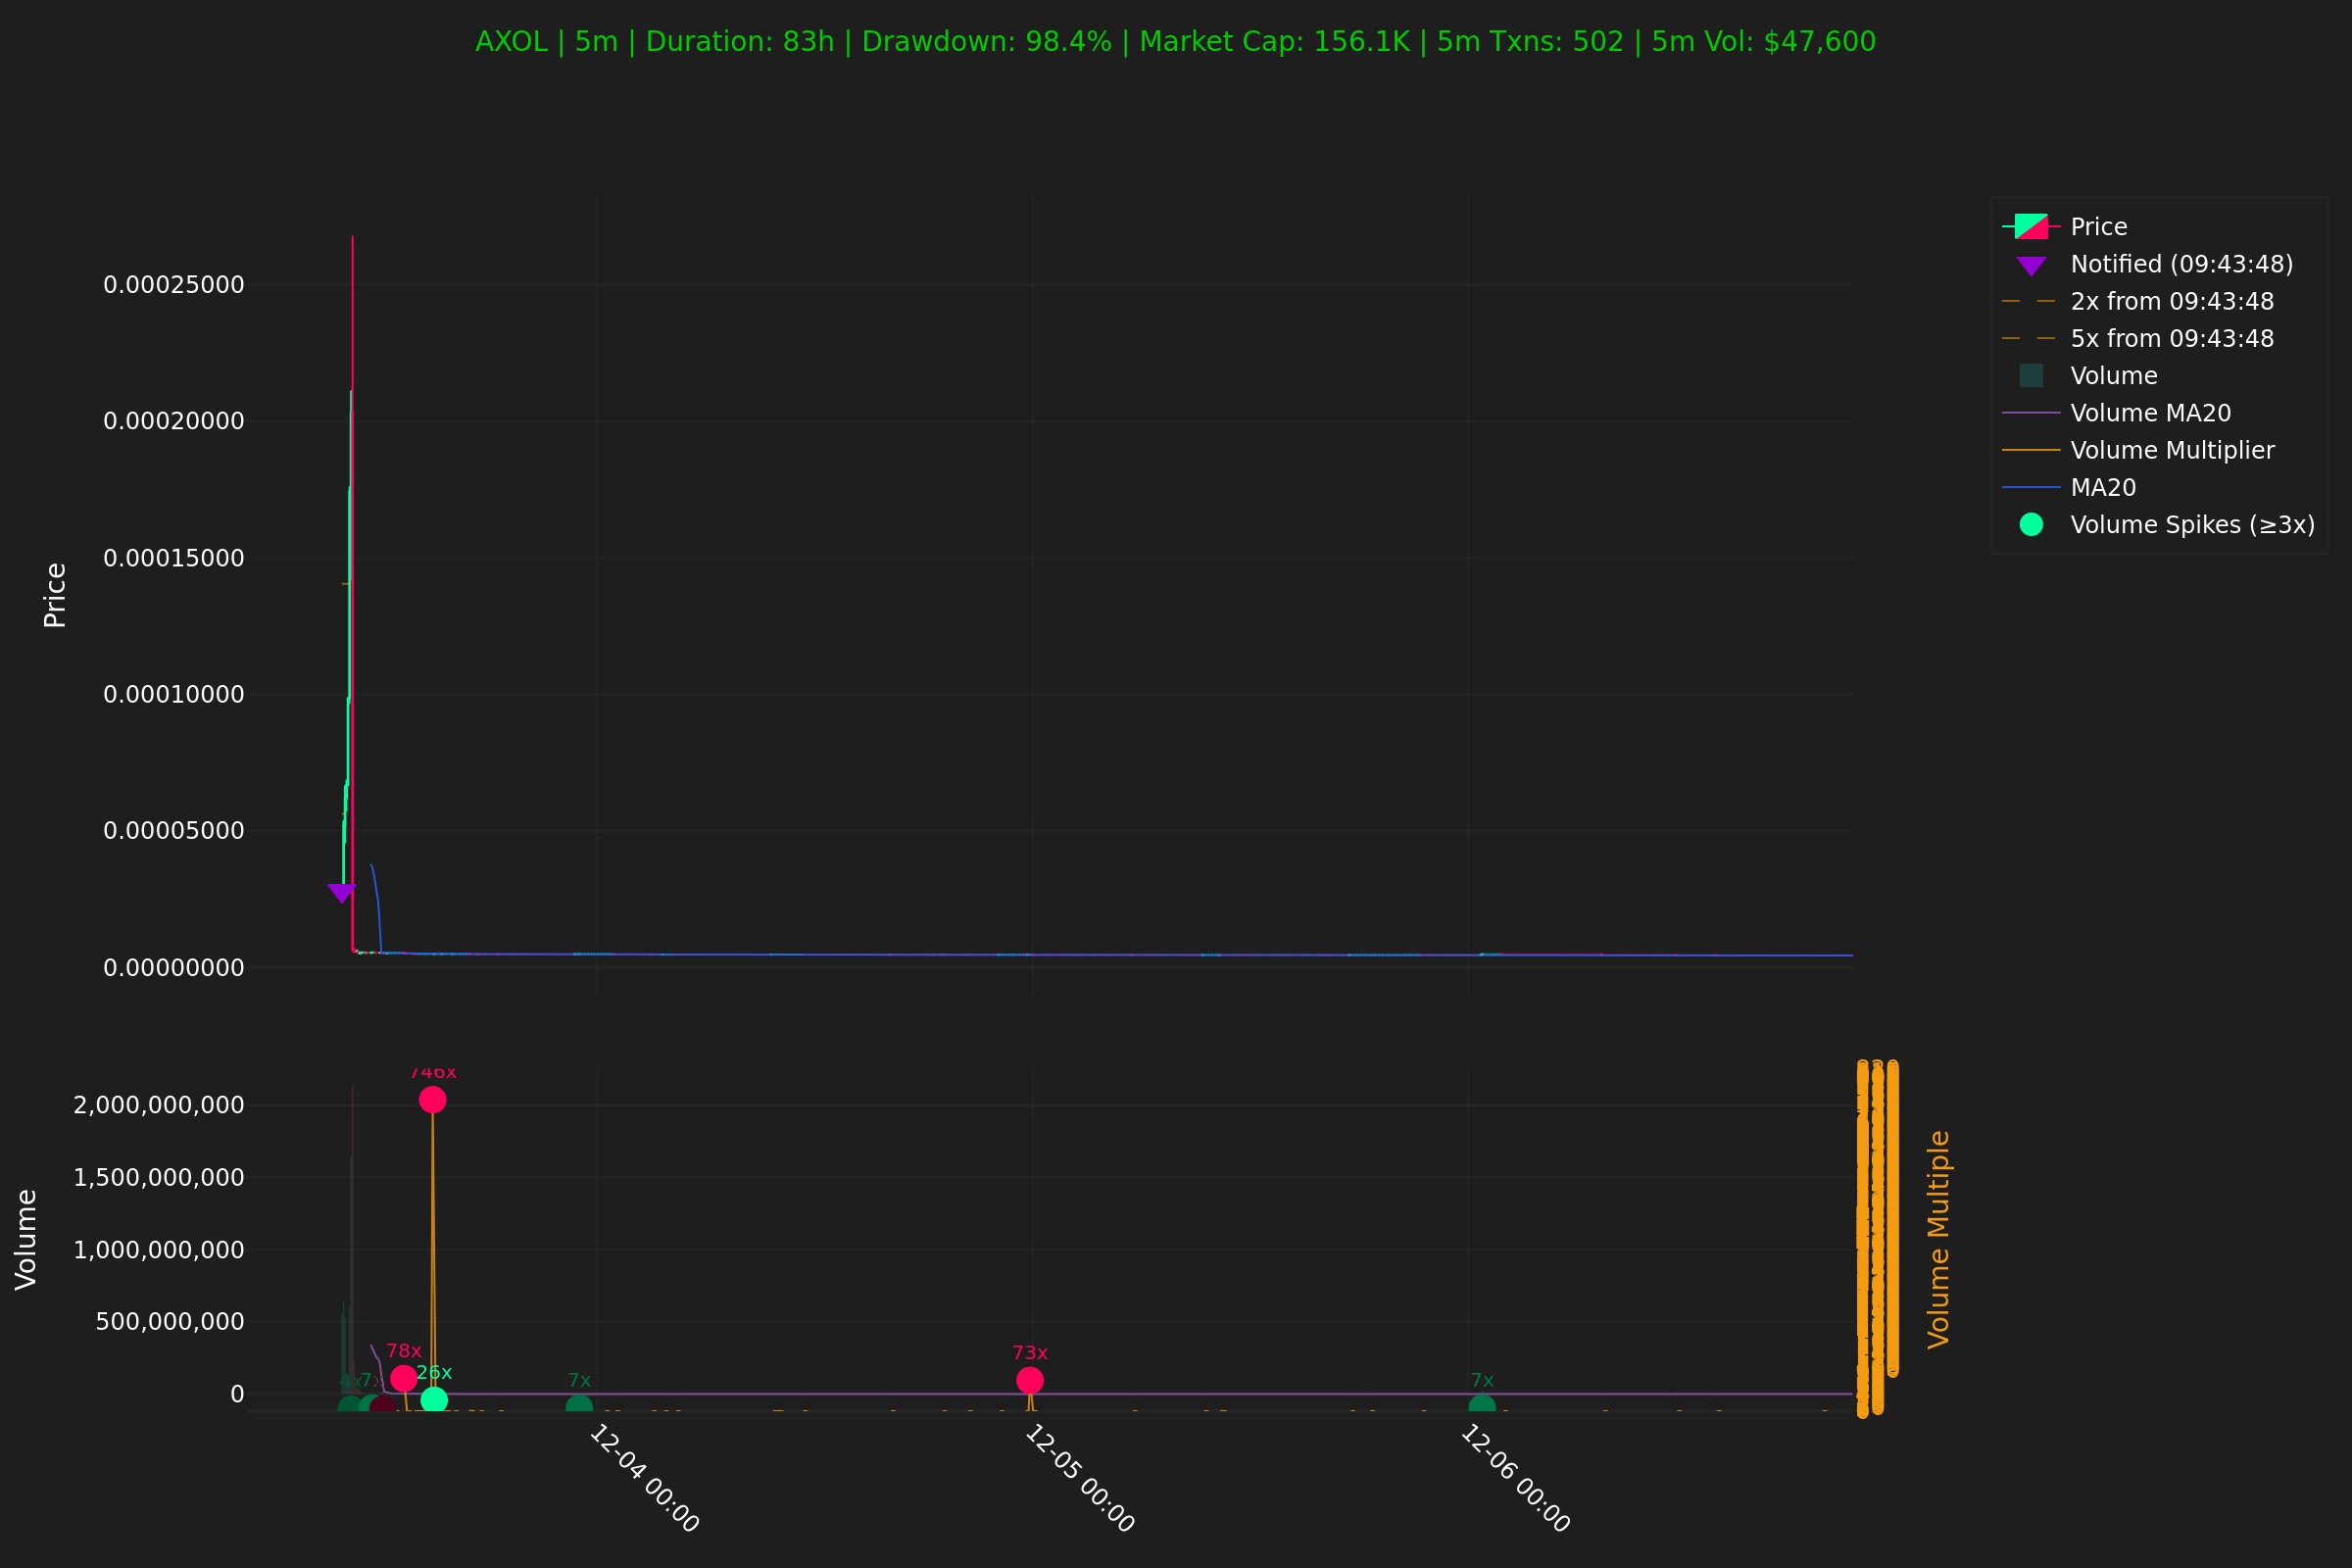 AXOL | 5m | Duration: 83h | Drawdown: 98.4% | Market Cap: 156.1K | 5m Txns: 502 | 5m Vol: $47,600
Price
0.00025000
0.00020000
0.00015000
0.00010000
0.00005000
0.00000000
Price
Notified (09:43:48)
2x from 09:43:48
5x from 09:43:48
Volume
Volume MA20
Volume Multiplier
MA20
Volume Spikes (≥3x)
Volume
2,000,000,000
1,500,000,000
1,000,000,000
500,000,000
0
746x
78x
26x
4x
7x
73x
7x
Volume Multiple
12-04 00:00
12-05 00:00
12-06 00:00